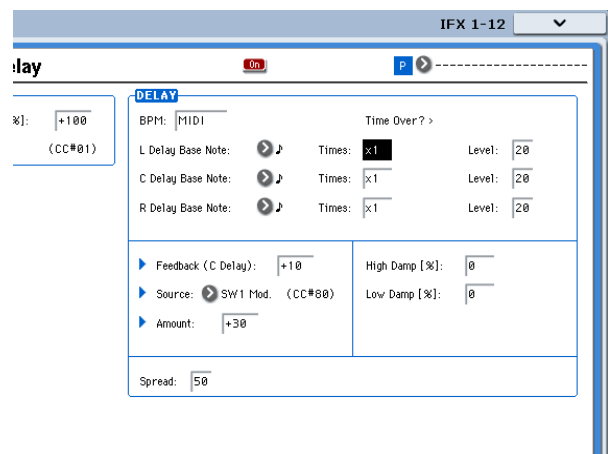 IFX 1-12
elay On P
%]: +100
(CC#01)
DELAY
BPM: MIDI Time Over? >
L Delay Base Note: ♪ Times: x1 Level: 20
C Delay Base Note: ♪ Times: x1 Level: 20
R Delay Base Note: ♪ Times: x1 Level: 20
Feedback (C Delay): +10 High Damp [%]: 0
Source: SW1 Mod. (CC#80) Low Damp [%]: 0
Amount: +30
Spread: 50